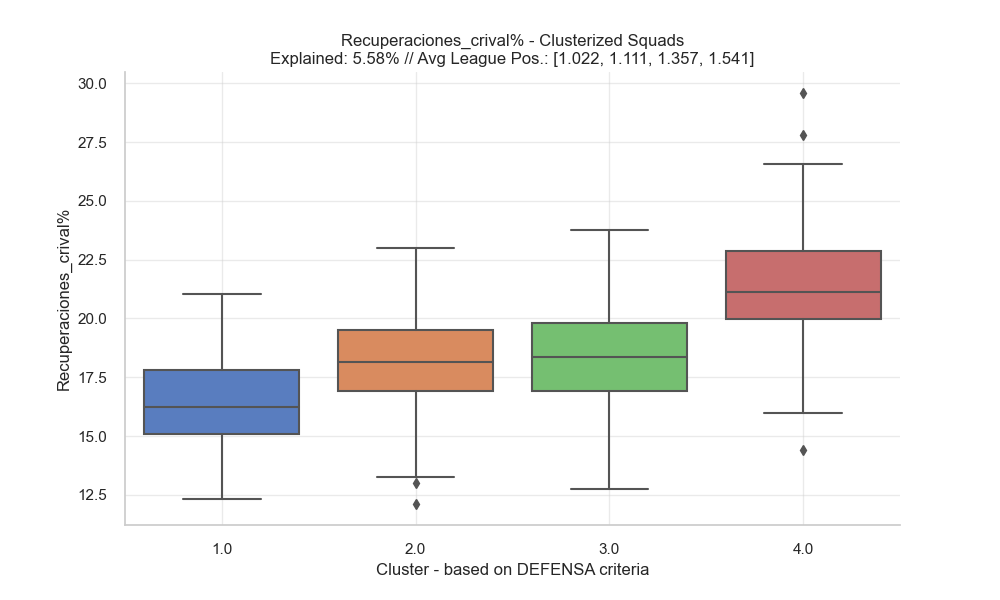 Recuperaciones_crival% - Clusterized Squads
Explained: 5.58% // Avg League Pos.: [1.022, 1.111, 1.357, 1.541]
30.0
27.5
25.0
22.5
20.0
17.5
15.0
12.5
Recuperaciones_crival%
1.0 2.0 3.0 4.0
Cluster - based on DEFENSA criteria